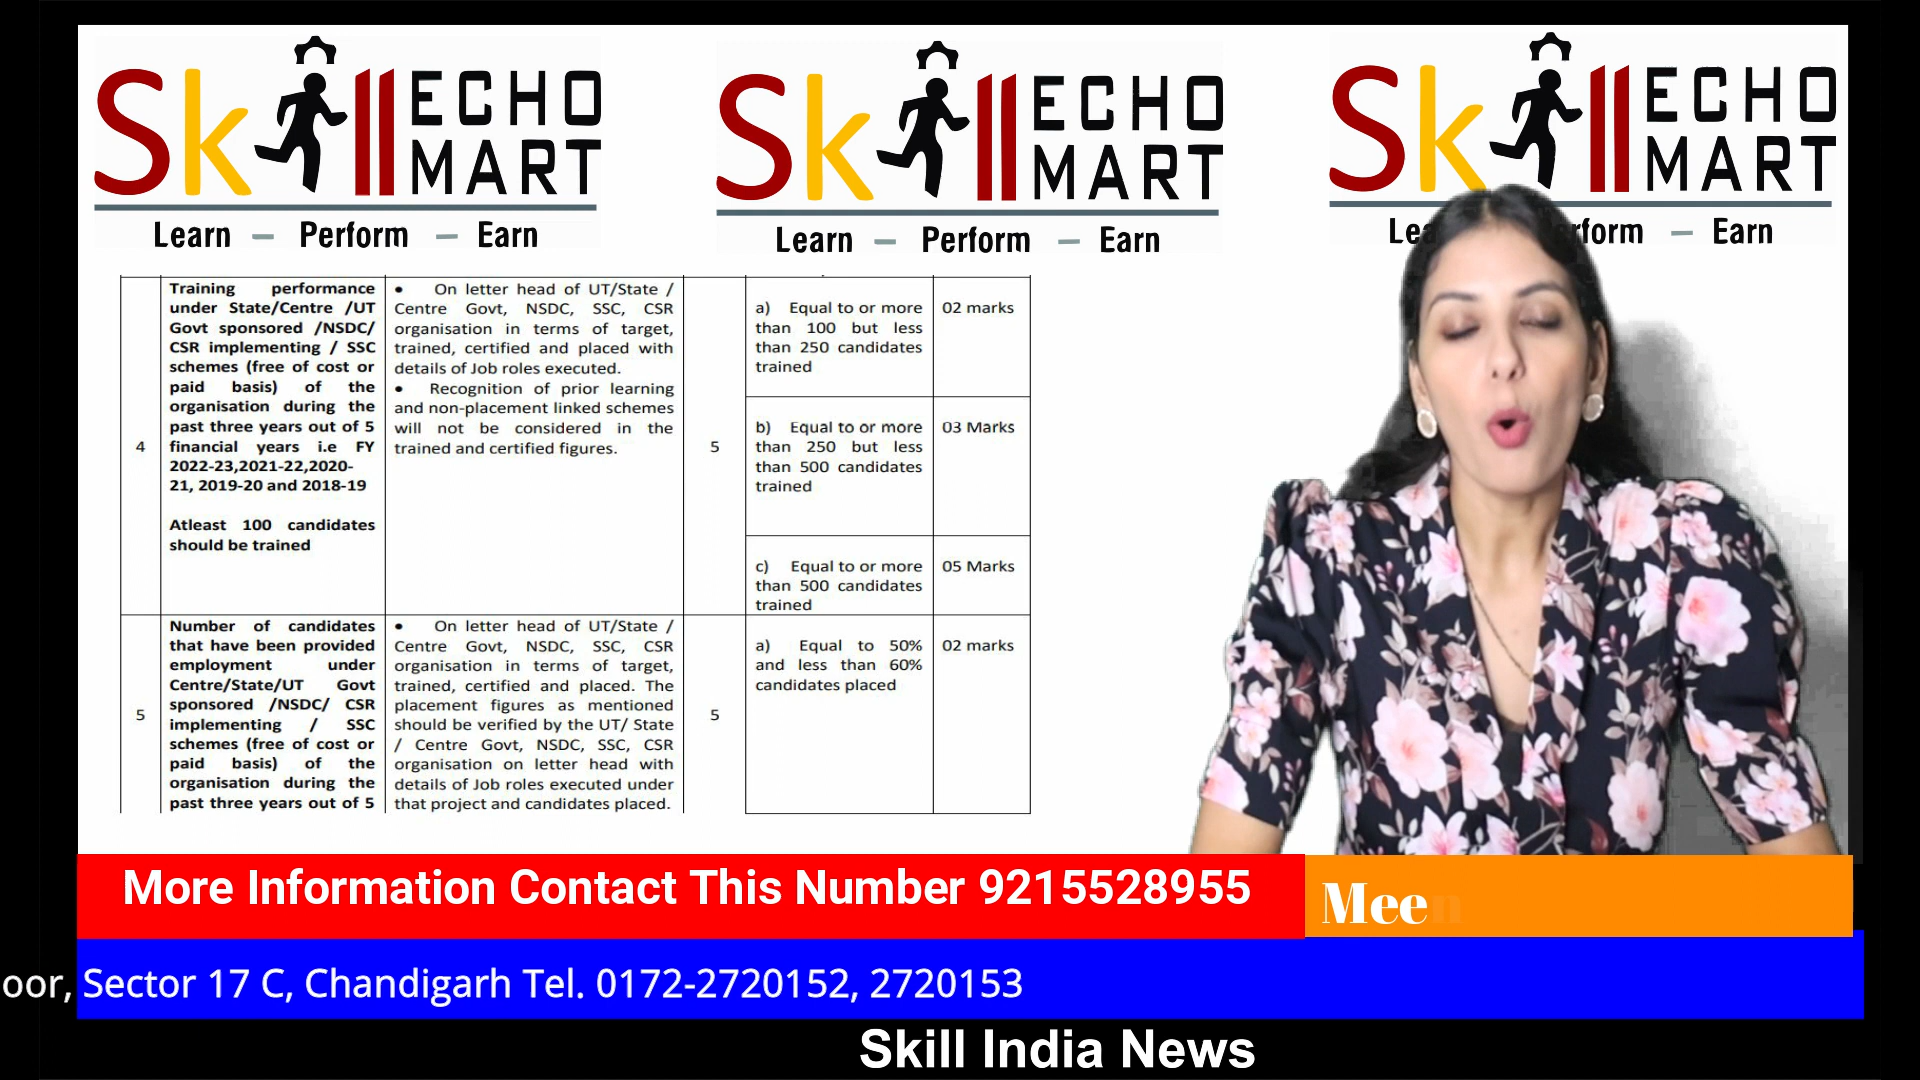 Skill ECHO MART
Learn – Perform – Earn
Skill ECHO MART
Learn – Perform – Earn
Skill ECHO MART
Lea rform – Earn
4
Training performance
under State/Centre /UT
Govt sponsored /NSDC/
CSR implementing / SSC
schemes (free of cost or
paid basis) of the
organisation during the
past three years out of 5
financial years i.e FY
2022-23,2021-22,2020-
21, 2019-20 and 2018-19
Atleast 100 candidates
should be trained
• On letter head of UT/State /
Centre Govt, NSDC, SSC, CSR
organisation in terms of target,
trained, certified and placed with
details of Job roles executed.
• Recognition of prior learning
and non-placement linked schemes
will not be considered in the
trained and certified figures.
5
a) Equal to or more
than 100 but less
than 250 candidates
trained
02 marks
b) Equal to or more
than 250 but less
than 500 candidates
trained
03 Marks
c) Equal to or more
than 500 candidates
trained
05 Marks
5
Number of candidates
that have been provided
employment under
Centre/State/UT Govt
sponsored /NSDC/ CSR
implementing / SSC
schemes (free of cost or
paid basis) of the
organisation during the
past three years out of 5
• On letter head of UT/State /
Centre Govt, NSDC, SSC, CSR
organisation in terms of target,
trained, certified and placed. The
placement figures as mentioned
should be verified by the UT/ State
/ Centre Govt, NSDC, SSC, CSR
organisation on letter head with
details of Job roles executed under
that project and candidates placed.
5
a) Equal to 50%
and less than 60%
candidates placed
02 marks
More Information Contact This Number 9215528955
Meen
oor, Sector 17 C, Chandigarh Tel. 0172-2720152, 2720153
Skill India News